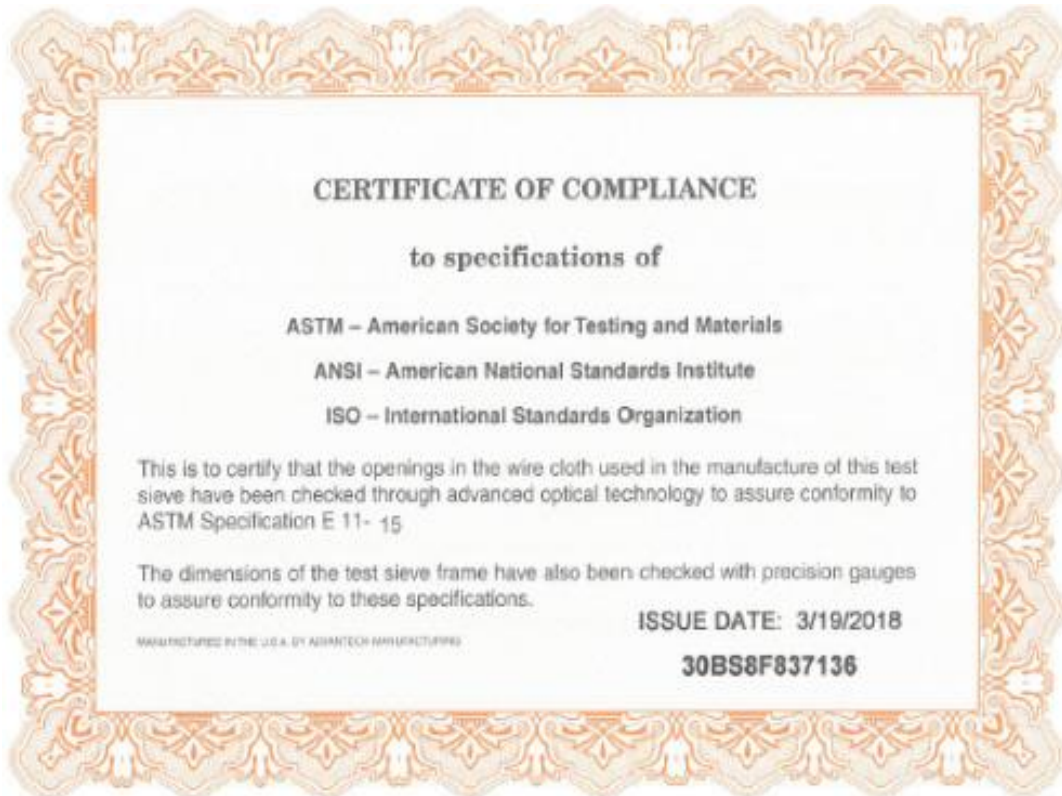 CERTIFICATE OF COMPLIANCE
to specifications of
ASTM – American Society for Testing and Materials
ANSI – American National Standards Institute
ISO – International Standards Organization
This is to certify that the openings in the wire cloth used in the manufacture of this test
sieve have been checked through advanced optical technology to assure conformity to
ASTM Specification E 11- 15
The dimensions of the test sieve frame have also been checked with precision gauges
to assure conformity to these specifications.
ISSUE DATE: 3/19/2018
MANUFACTURED IN THE U.S.A. BY ADVANTECH MANUFACTURING
30BS8F837136